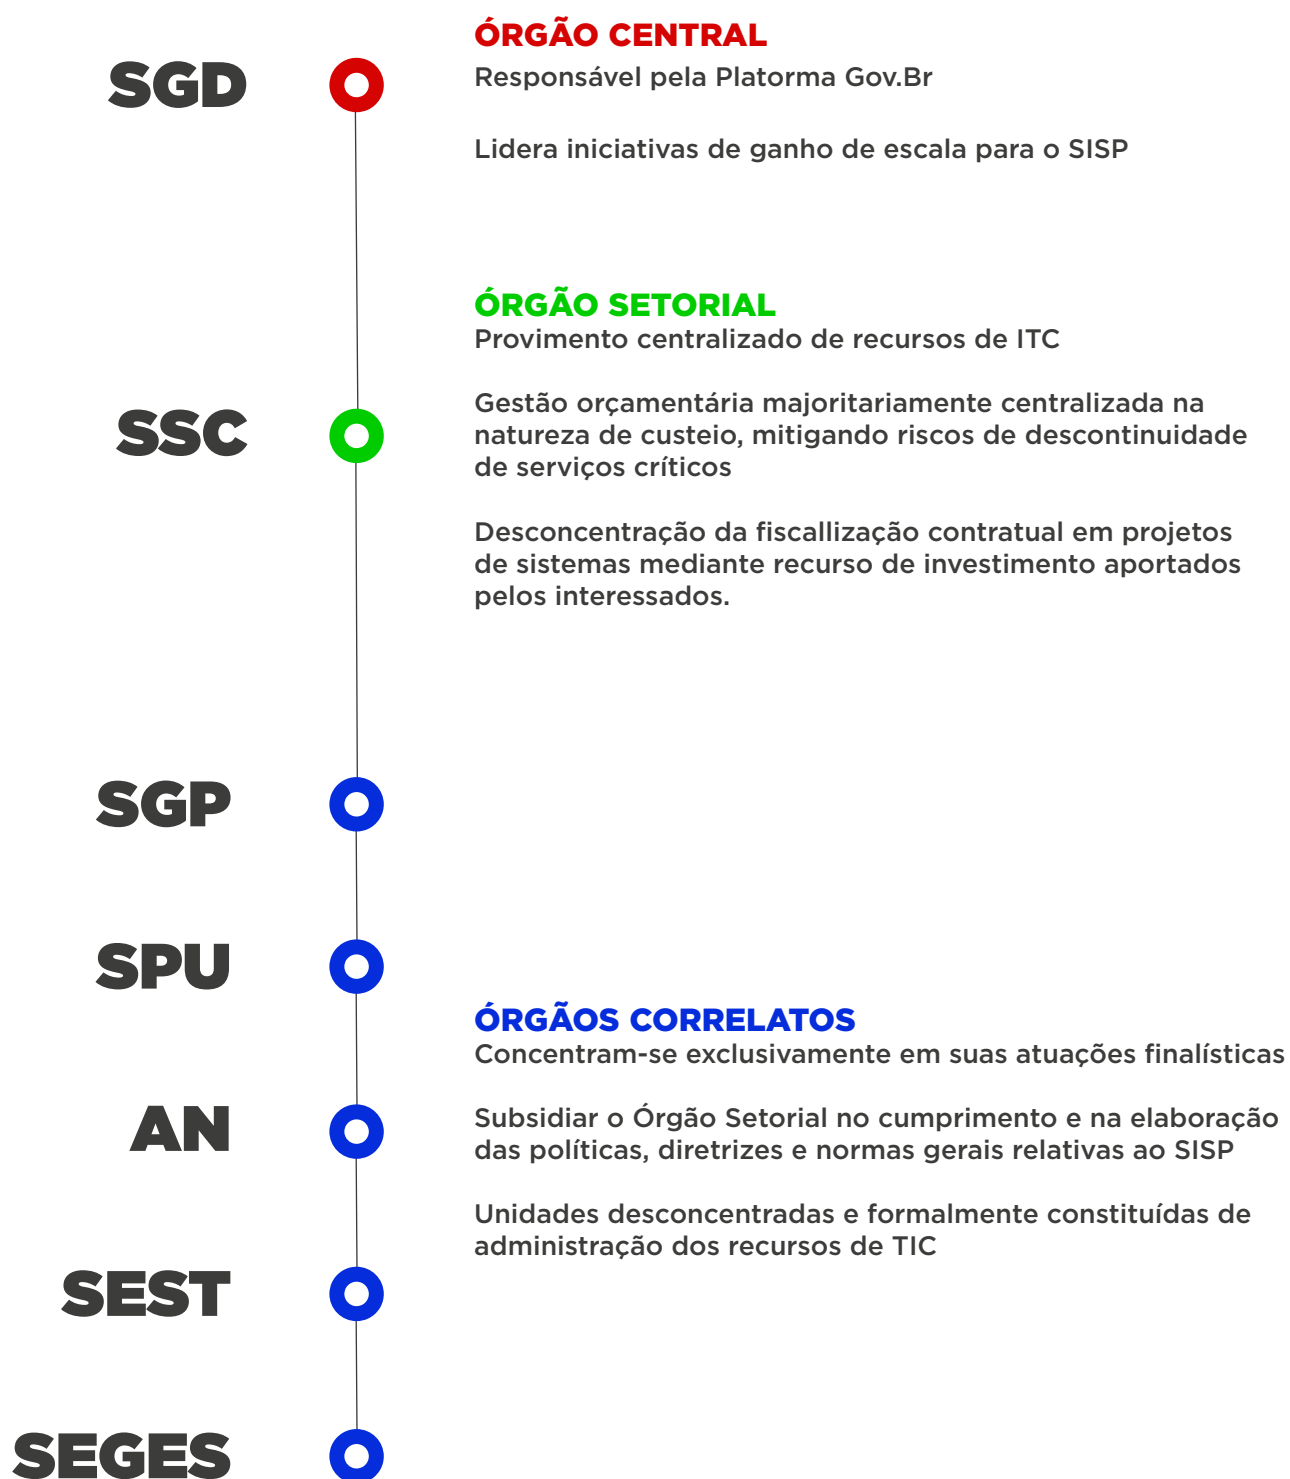 SGD
ÓRGÃO CENTRAL
Responsável pela Platorma Gov.Br
Lidera iniciativas de ganho de escala para o SISP
SSC
ÓRGÃO SETORIAL
Provimento centralizado de recursos de ITC
Gestão orçamentária majoritariamente centralizada na
natureza de custeio, mitigando riscos de descontinuidade
de serviços críticos
Desconcentração da fiscallização contratual em projetos
de sistemas mediante recurso de investimento aportados
pelos interessados.
SGP
SPU
AN
SEST
SEGES
ÓRGÃOS CORRELATOS
Concentram-se exclusivamente em suas atuações finalísticas
Subsidiar o Órgão Setorial no cumprimento e na elaboração
das políticas, diretrizes e normas gerais relativas ao SISP
Unidades desconcentradas e formalmente constituídas de
administração dos recursos de TIC